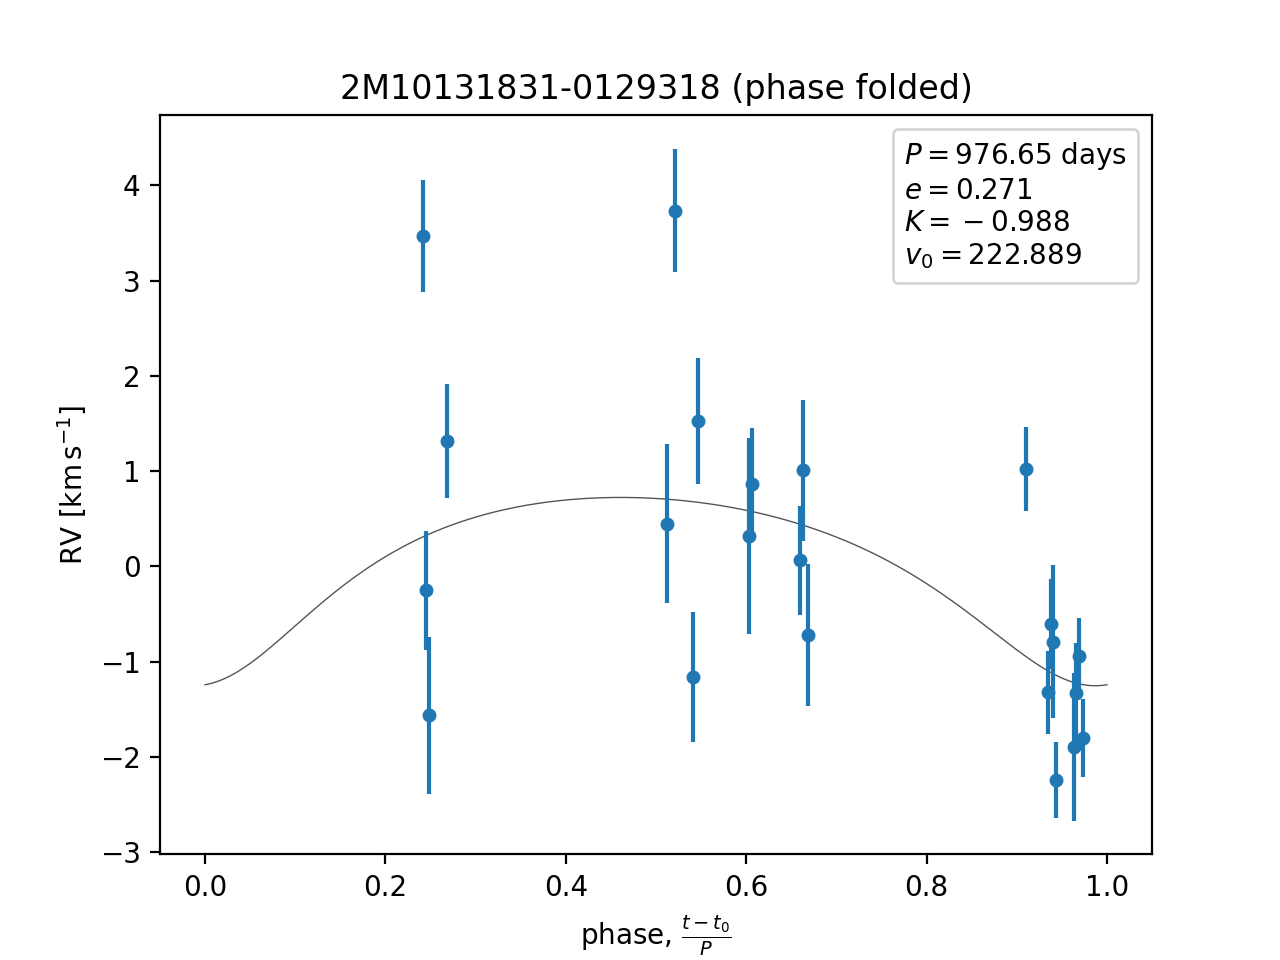 2M10131831-0129318 (phase folded)
P = 976.65 days
e = 0.271
K = −0.988
v₀ = 222.889
4
3
2
1
0
−1
−2
−3
RV [km s⁻¹]
0.0 0.2 0.4 0.6 0.8 1.0
phase, (t − t₀)/P